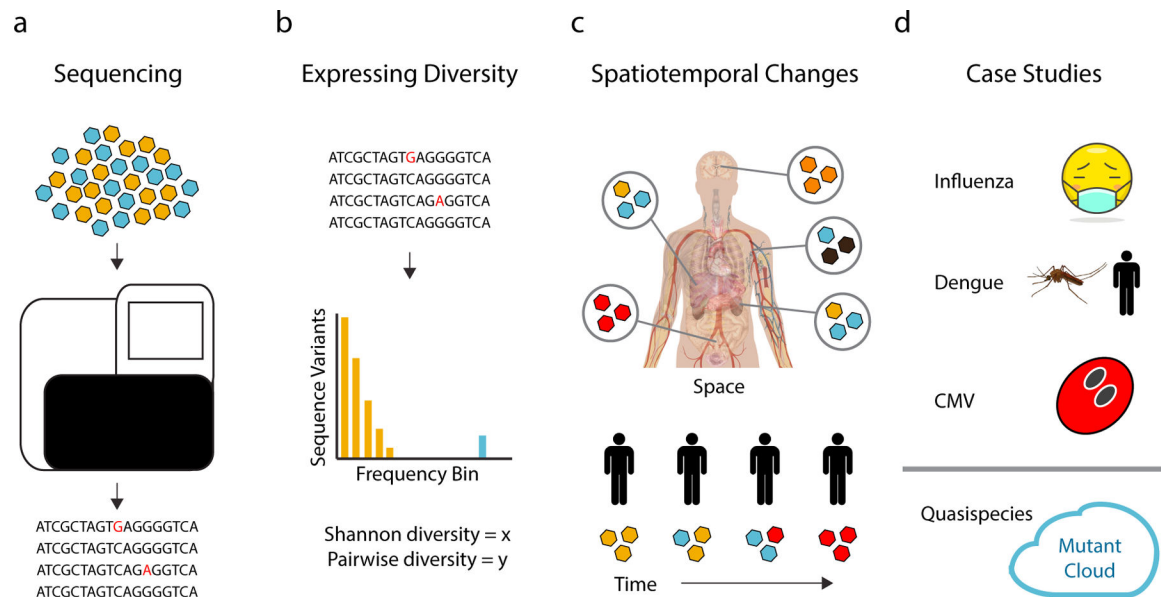 a
Sequencing
ATCGCTAGTGAGGGGTCA
ATCGCTAGTCAGGGGTCA
ATCGCTAGTCAGAGGTCA
ATCGCTAGTCAGGGGTCA
b
Expressing Diversity
ATCGCTAGTGAGGGGTCA
ATCGCTAGTCAGGGGTCA
ATCGCTAGTCAGAGGTCA
ATCGCTAGTCAGGGGTCA
Sequence Variants
Frequency Bin
Shannon diversity = x
Pairwise diversity = y
c
Spatiotemporal Changes
Space
Time
d
Case Studies
Influenza
Dengue
CMV
Quasispecies
Mutant
Cloud